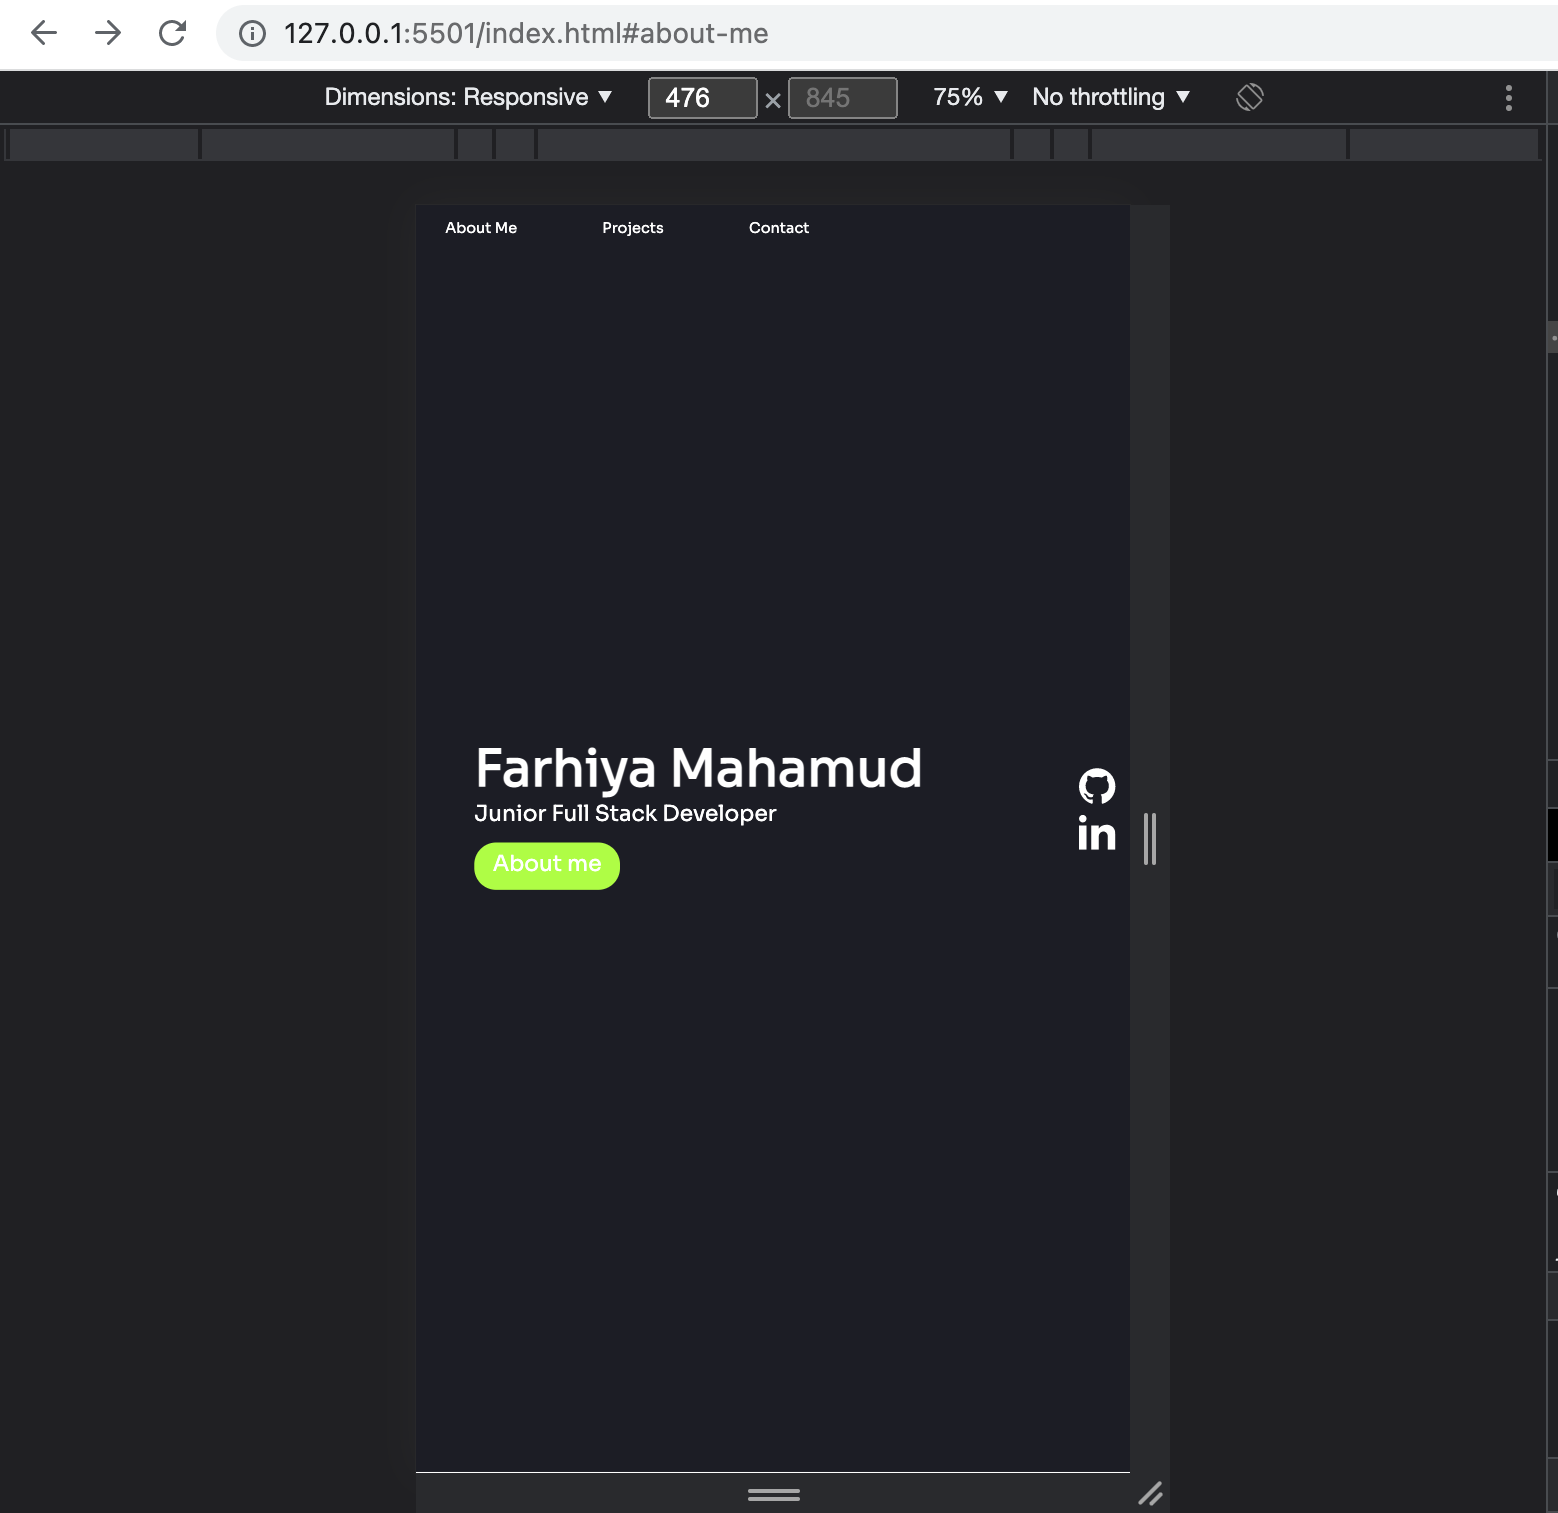 127.0.0.1:5501/index.html#about-me
Dimensions: Responsive ▼ 476 × 845 75% ▼ No throttling ▼
About Me Projects Contact
Farhiya Mahamud
Junior Full Stack Developer
About me
in